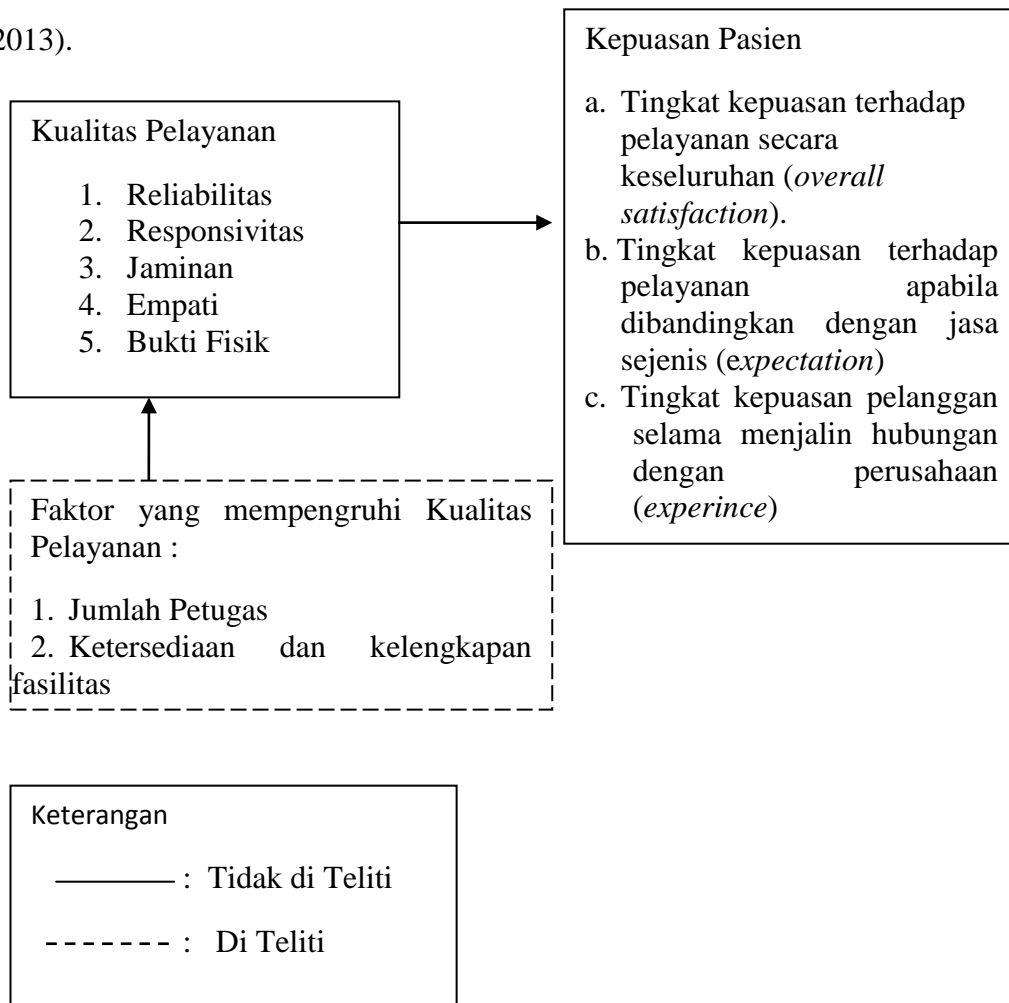 2013).
Kualitas Pelayanan
1. Reliabilitas
2. Responsivitas
3. Jaminan
4. Empati
5. Bukti Fisik
Kepuasan Pasien
a. Tingkat kepuasan terhadap
pelayanan secara
keseluruhan (overall
satisfaction).
b. Tingkat kepuasan terhadap
pelayanan apabila
dibandingkan dengan jasa
sejenis (expectation)
c. Tingkat kepuasan pelanggan
selama menjalin hubungan
dengan perusahaan
(experince)
Faktor yang mempengruhi Kualitas
Pelayanan :
1. Jumlah Petugas
2. Ketersediaan dan kelengkapan
fasilitas
Keterangan
: Tidak di Teliti
: Di Teliti